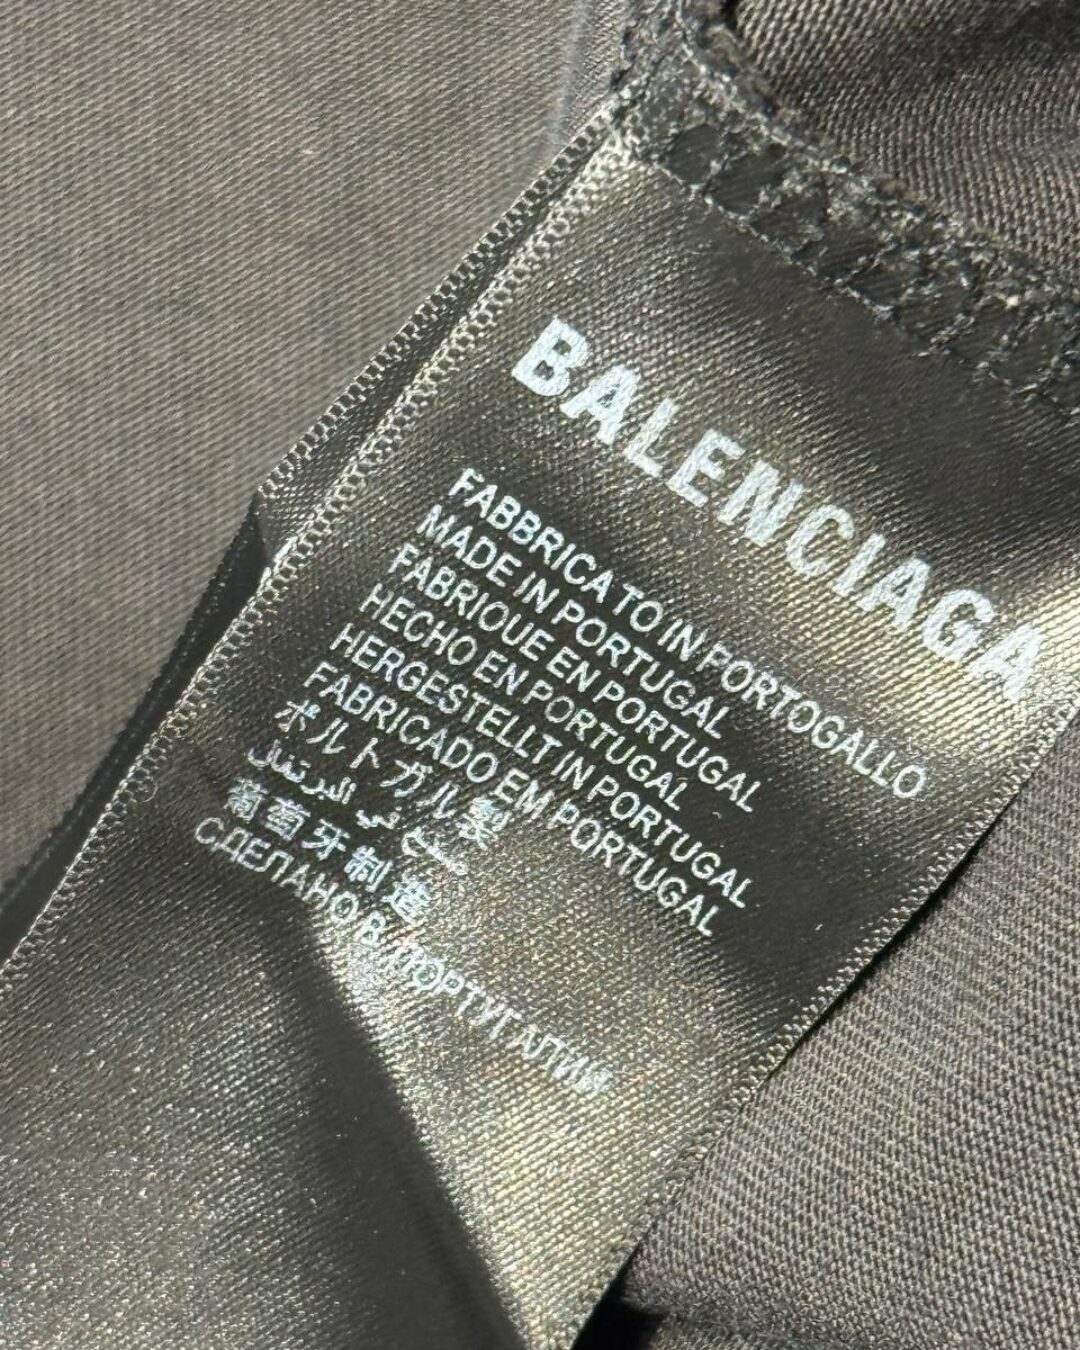 BALENCIAGA
FABBRICATO IN PORTOGALLO
MADE IN PORTUGAL
FABRIQUE EN PORTUGAL
HECHO EN PORTUGAL
HERGESTELLT IN PORTUGAL
FABRICADO EM PORTUGAL
ポルトガル製
صنع في البرتغال
葡萄牙制造
СДЕЛАНО В ПОРТУГАЛИИ